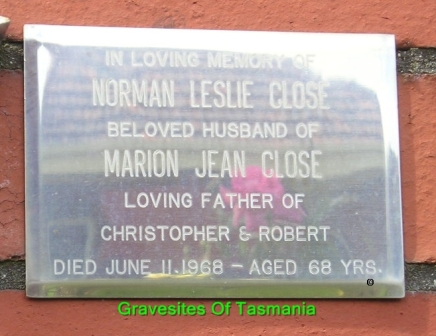 IN LOVING MEMORY OF
NORMAN LESLIE CLOSE
BELOVED HUSBAND OF
MARION JEAN CLOSE
LOVING FATHER OF
CHRISTOPHER & ROBERT
DIED JUNE 11.1968 - AGED 68 YRS.
Gravesites Of Tasmania